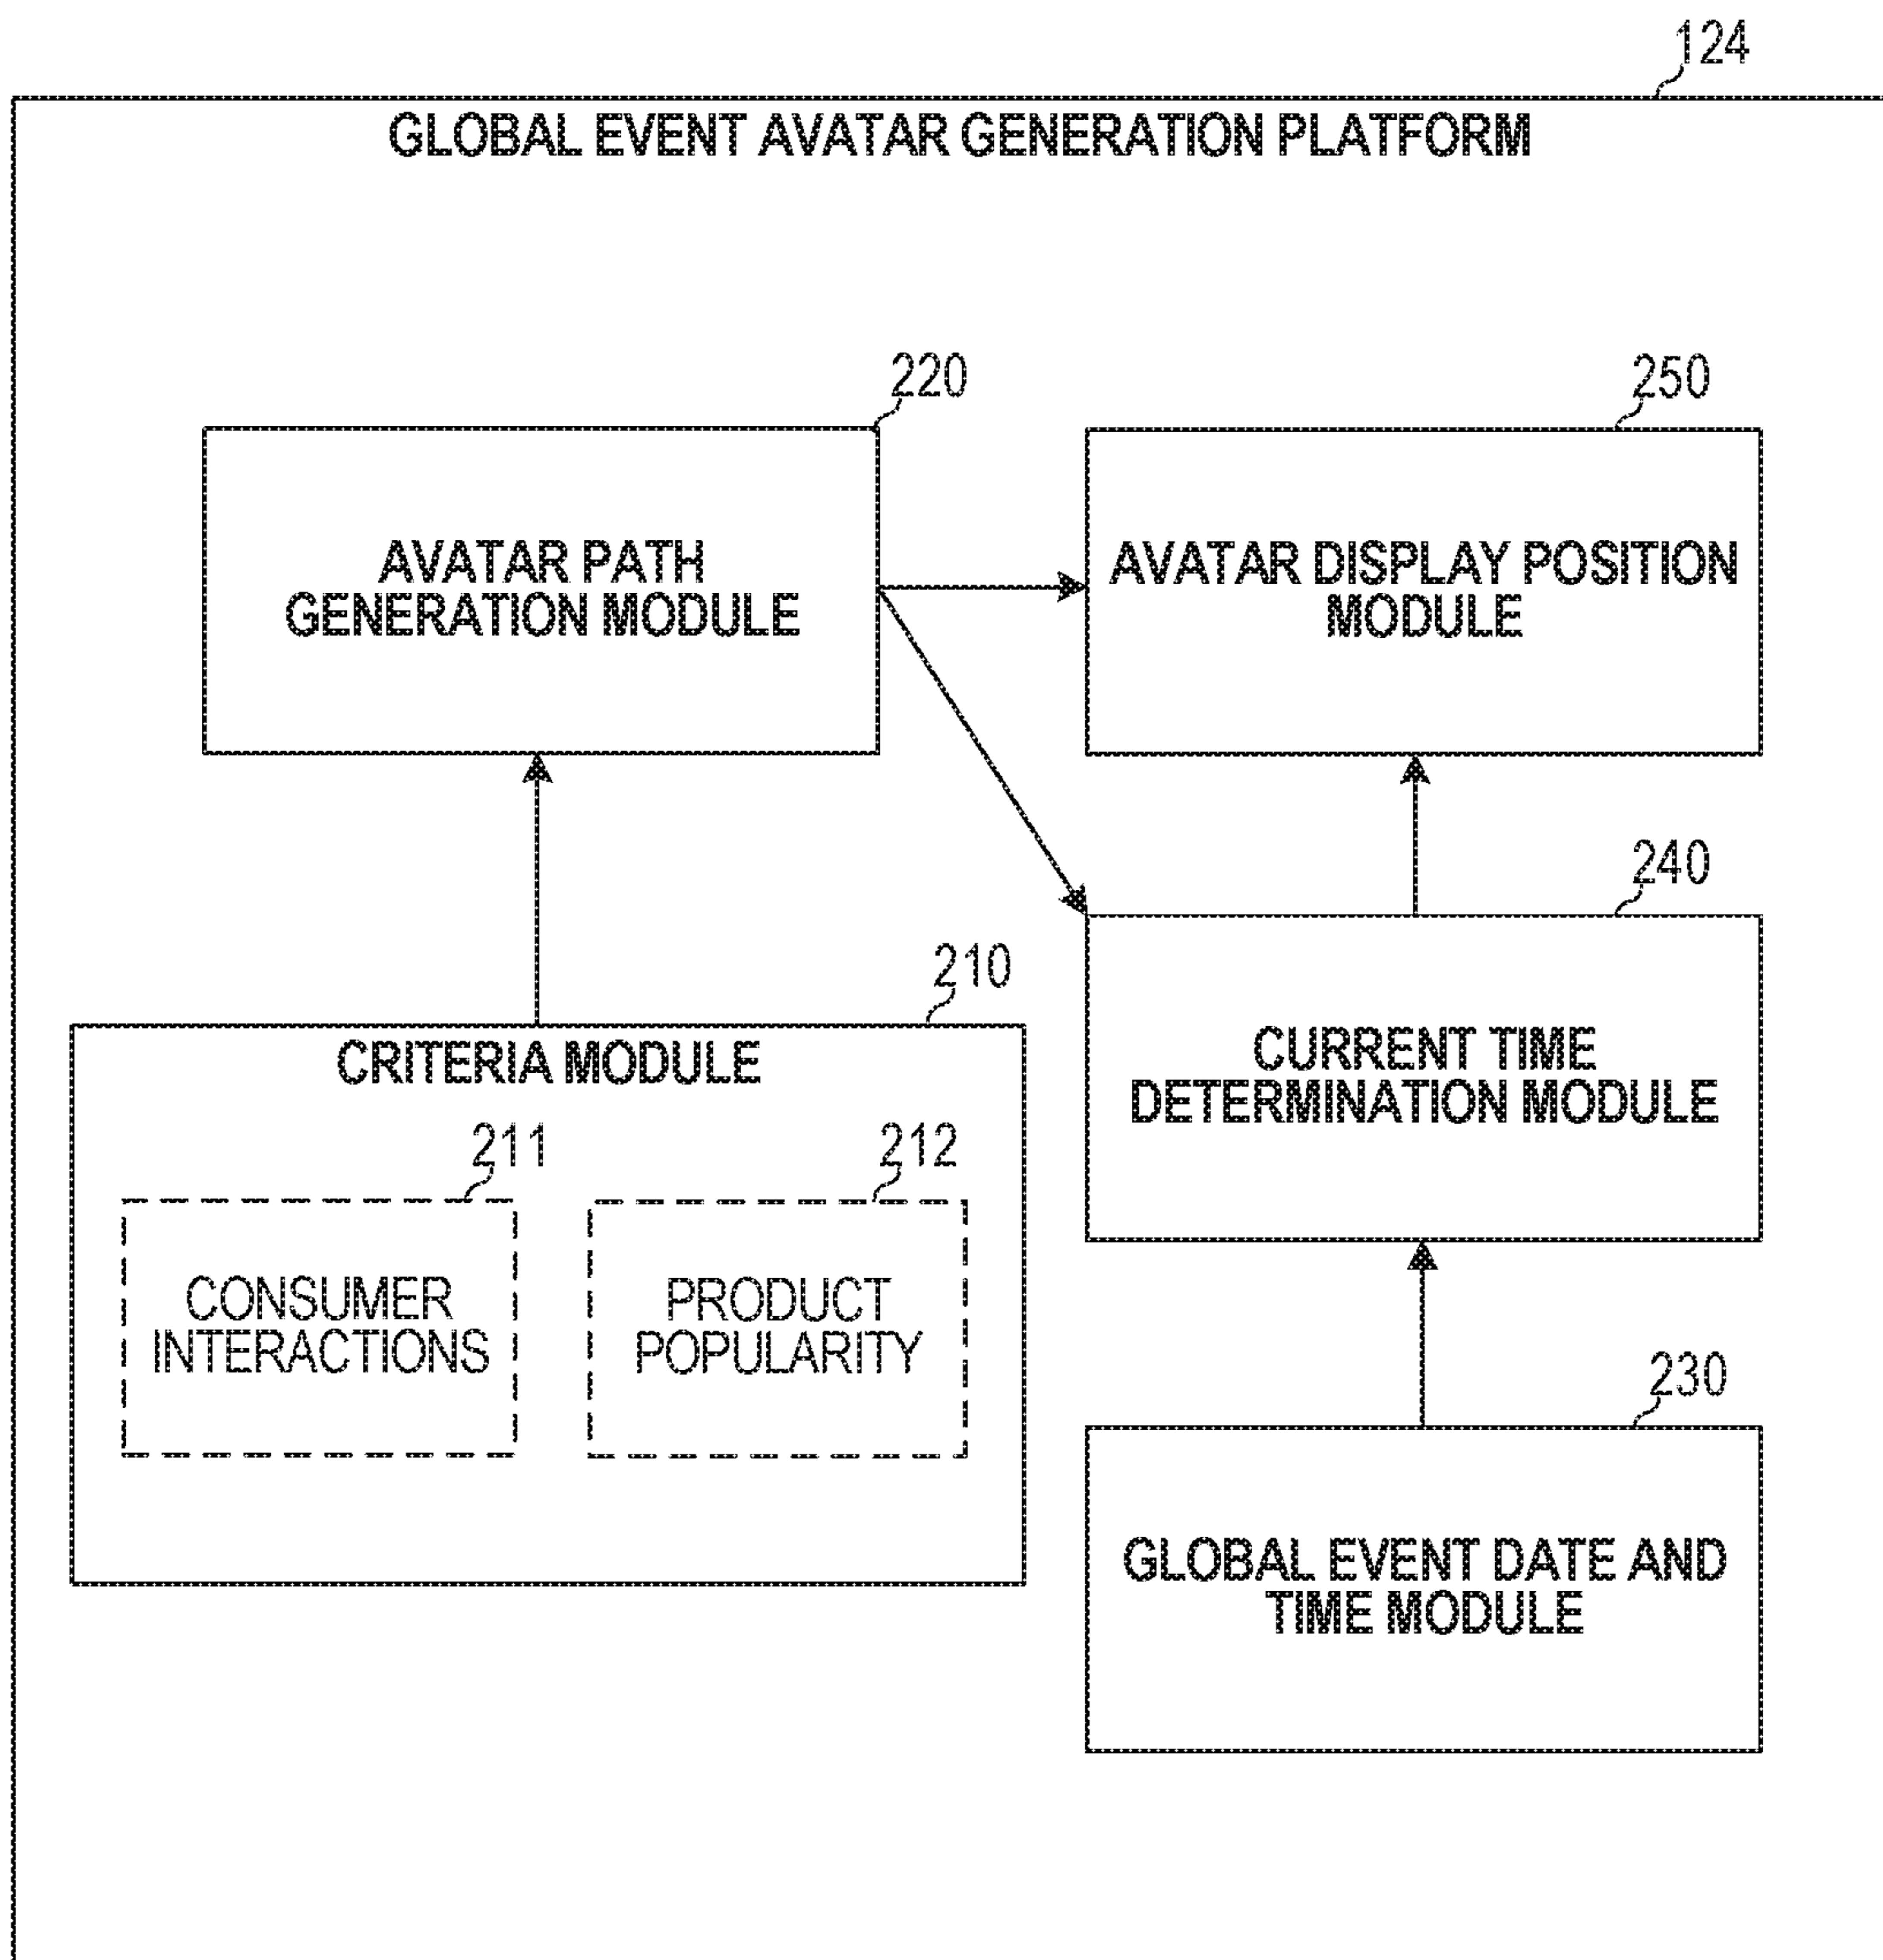 124
GLOBAL EVENT AVATAR GENERATION PLATFORM
220
AVATAR PATH
GENERATION MODULE
250
AVATAR DISPLAY POSITION
MODULE
210
CRITERIA MODULE
211
CONSUMER
INTERACTIONS
212
PRODUCT
POPULARITY
240
CURRENT TIME
DETERMINATION MODULE
230
GLOBAL EVENT DATE AND
TIME MODULE